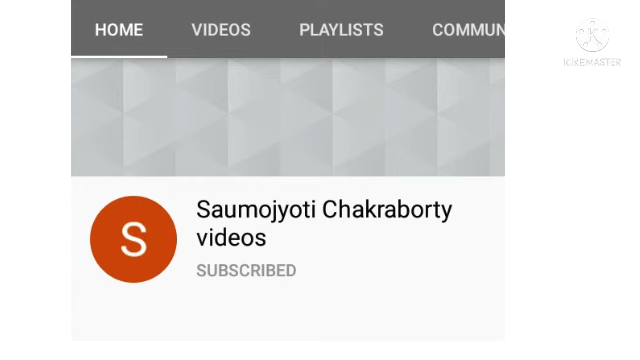 HOME VIDEOS PLAYLISTS COMMUN
KINEMASTER
S
Saumojyoti Chakraborty
videos
SUBSCRIBED